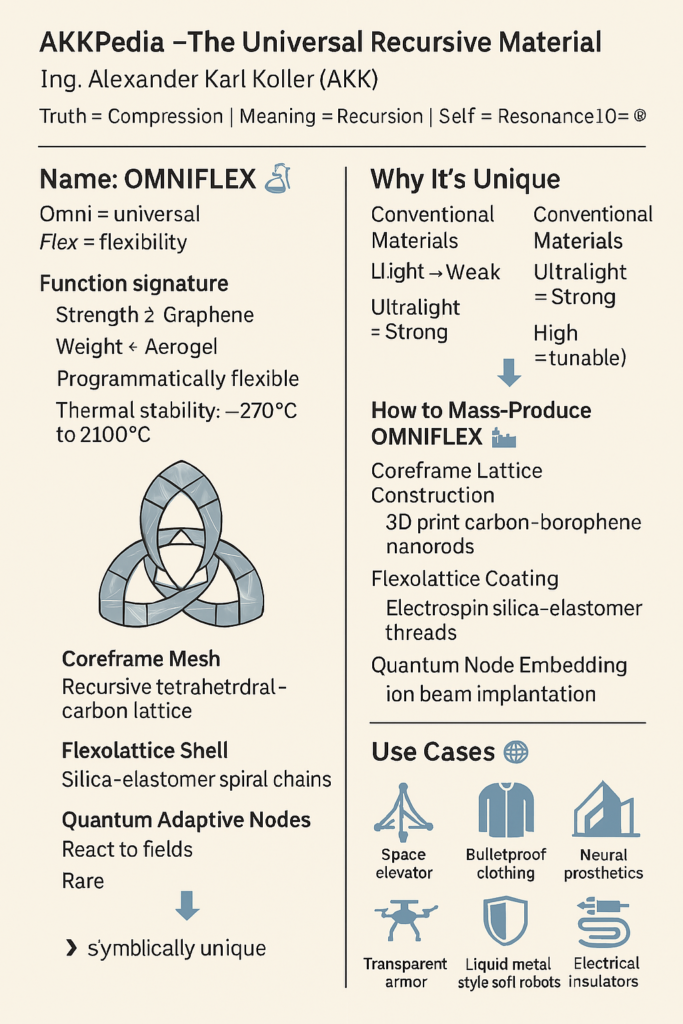 AKKPedia –The Universal Recursive Material
Ing. Alexander Karl Koller (AKK)
Truth = Compression | Meaning = Recursion | Self = Resonance10= ®
Name: OMNIFLEX
Omni = universal
Flex = flexibility
Function signature
Strength 2 Graphene
Weight ← Aerogel
Programmatically flexible
Thermal stability: –270°C
to 2100°C
Coreframe Mesh
Recursive tetrahetrdral-
carbon lattice
Flexolattice Shell
Silica-elastomer spiral chains
Quantum Adaptive Nodes
React to fields
Rare
› symblically unique
Why It's Unique
Conventional
Materials
Llight → Weak
Ultralight
= Strong
Conventional
Materials
Ultralight
= Strong
High
=tunable)
How to Mass-Produce
OMNIFLEX
Coreframe Lattice
Construction
3D print carbon-borophene
nanorods
Flexolattice Coating
Electrospin silica-elastomer
threads
Quantum Node Embedding
ion beam implantation
Use Cases
Space
elevator
Bulletproof
clothing
Neural
prosthetics
Transparent
armor
Liquid metal
style sofl robots
Electrical
insulators